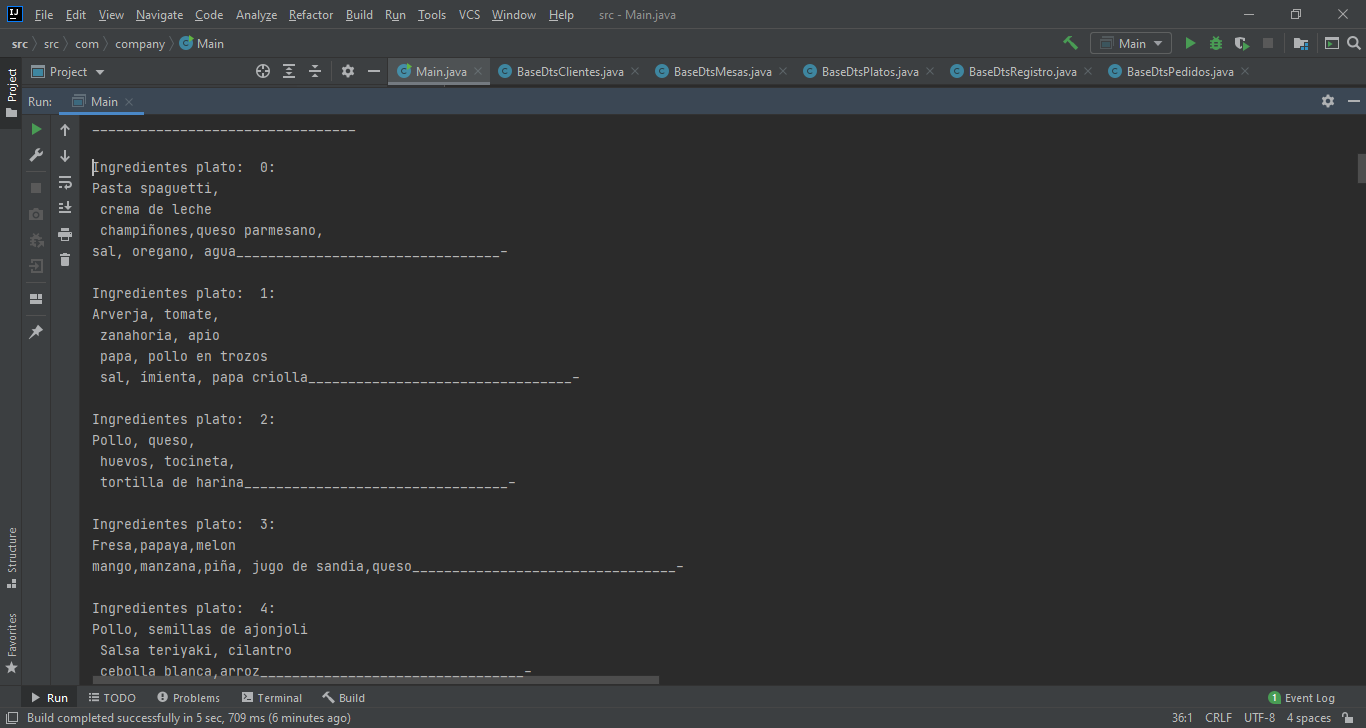 File Edit View Navigate Code Analyze Refactor Build Run Tools VCS Window Help src - Main.java
src src com company Main Main
Project Main.java BaseDtsClientes.java BaseDtsMesas.java BaseDtsPlatos.java BaseDtsRegistro.java BaseDtsPedidos.java
Project
Run: Main
_________________________________
Ingredientes plato:  0:
Pasta spaguetti,
 crema de leche
 champiñones,queso parmesano,
sal, oregano, agua_________________________________-
Ingredientes plato:  1:
Arverja, tomate,
 zanahoria, apio
 papa, pollo en trozos
 sal, ímienta, papa criolla_________________________________-
Ingredientes plato:  2:
Pollo, queso,
 huevos, tocineta,
 tortilla de harina_________________________________-
Ingredientes plato:  3:
Fresa,papaya,melon
mango,manzana,piña, jugo de sandia,queso_________________________________-
Ingredientes plato:  4:
Pollo, semillas de ajonjoli
 Salsa teriyaki, cilantro
 cebolla blanca,arroz_________________________________-
Structure
Favorites
Run TODO Problems Terminal Build 1 Event Log
Build completed successfully in 5 sec, 709 ms (6 minutes ago) 36:1 CRLF UTF-8 4 spaces